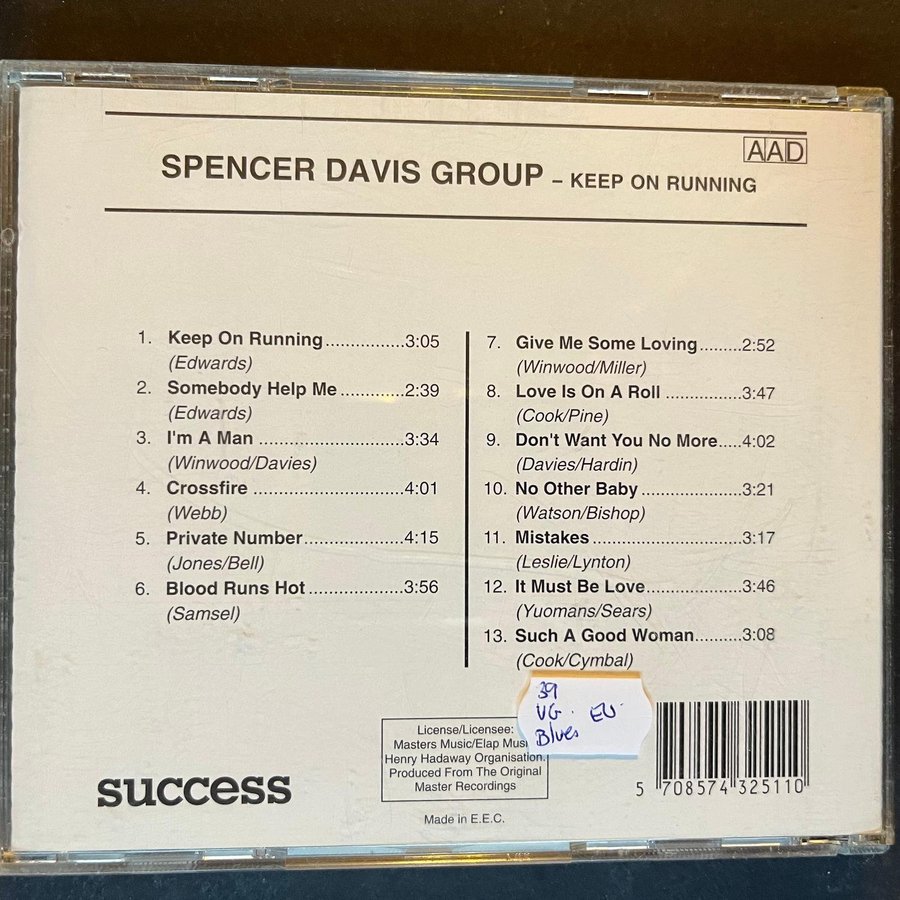 AAD
SPENCER DAVIS GROUP – KEEP ON RUNNING
1. Keep On Running................3:05
(Edwards)
2. Somebody Help Me .............2:39
(Edwards)
3. I'm A Man .............................3:34
(Winwood/Davies)
4. Crossfire ..............................4:01
(Webb)
5. Private Number....................4:15
(Jones/Bell)
6. Blood Runs Hot ...................3:56
(Samsel)
7. Give Me Some Loving.........2:52
(Winwood/Miller)
8. Love Is On A Roll ................3:47
(Cook/Pine)
9. Don't Want You No More.....4:02
(Davies/Hardin)
10. No Other Baby ....................3:21
(Watson/Bishop)
11. Mistakes ..............................3:17
(Leslie/Lynton)
12. It Must Be Love...................3:46
(Yuomans/Sears)
13. Such A Good Woman..........3:08
(Cook/Cymbal)
39
VG. EU.
Blues
License/Licensee:
Masters Music/Elap Mus
Henry Hadaway Organisation.
Produced From The Original
Master Recordings
success
5 708574 325110
Made in E.E.C.